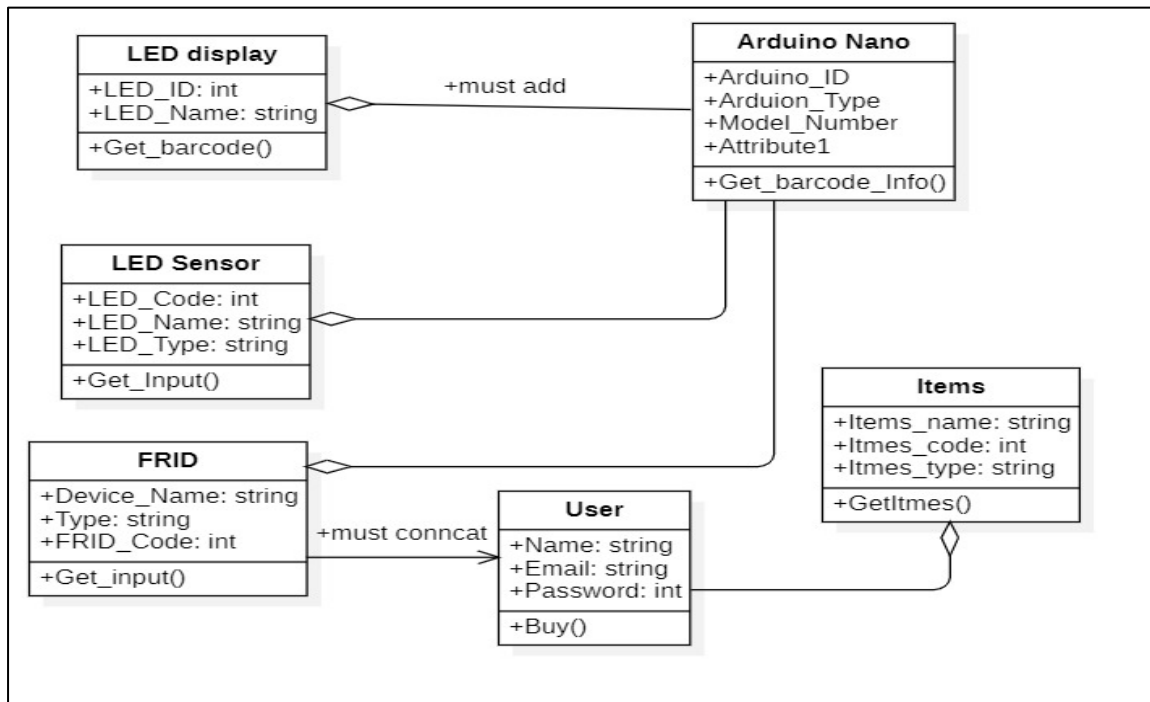 LED display
+LED_ID: int
+LED_Name: string
+Get_barcode()
+must add
Arduino Nano
+Arduino_ID
+Arduion_Type
+Model_Number
+Attribute1
+Get_barcode_Info()
LED Sensor
+LED_Code: int
+LED_Name: string
+LED_Type: string
+Get_Input()
Items
+Items_name: string
+Itmes_code: int
+Itmes_type: string
+GetItmes()
FRID
+Device_Name: string
+Type: string
+FRID_Code: int
+Get_input()
+must conncat
User
+Name: string
+Email: string
+Password: int
+Buy()